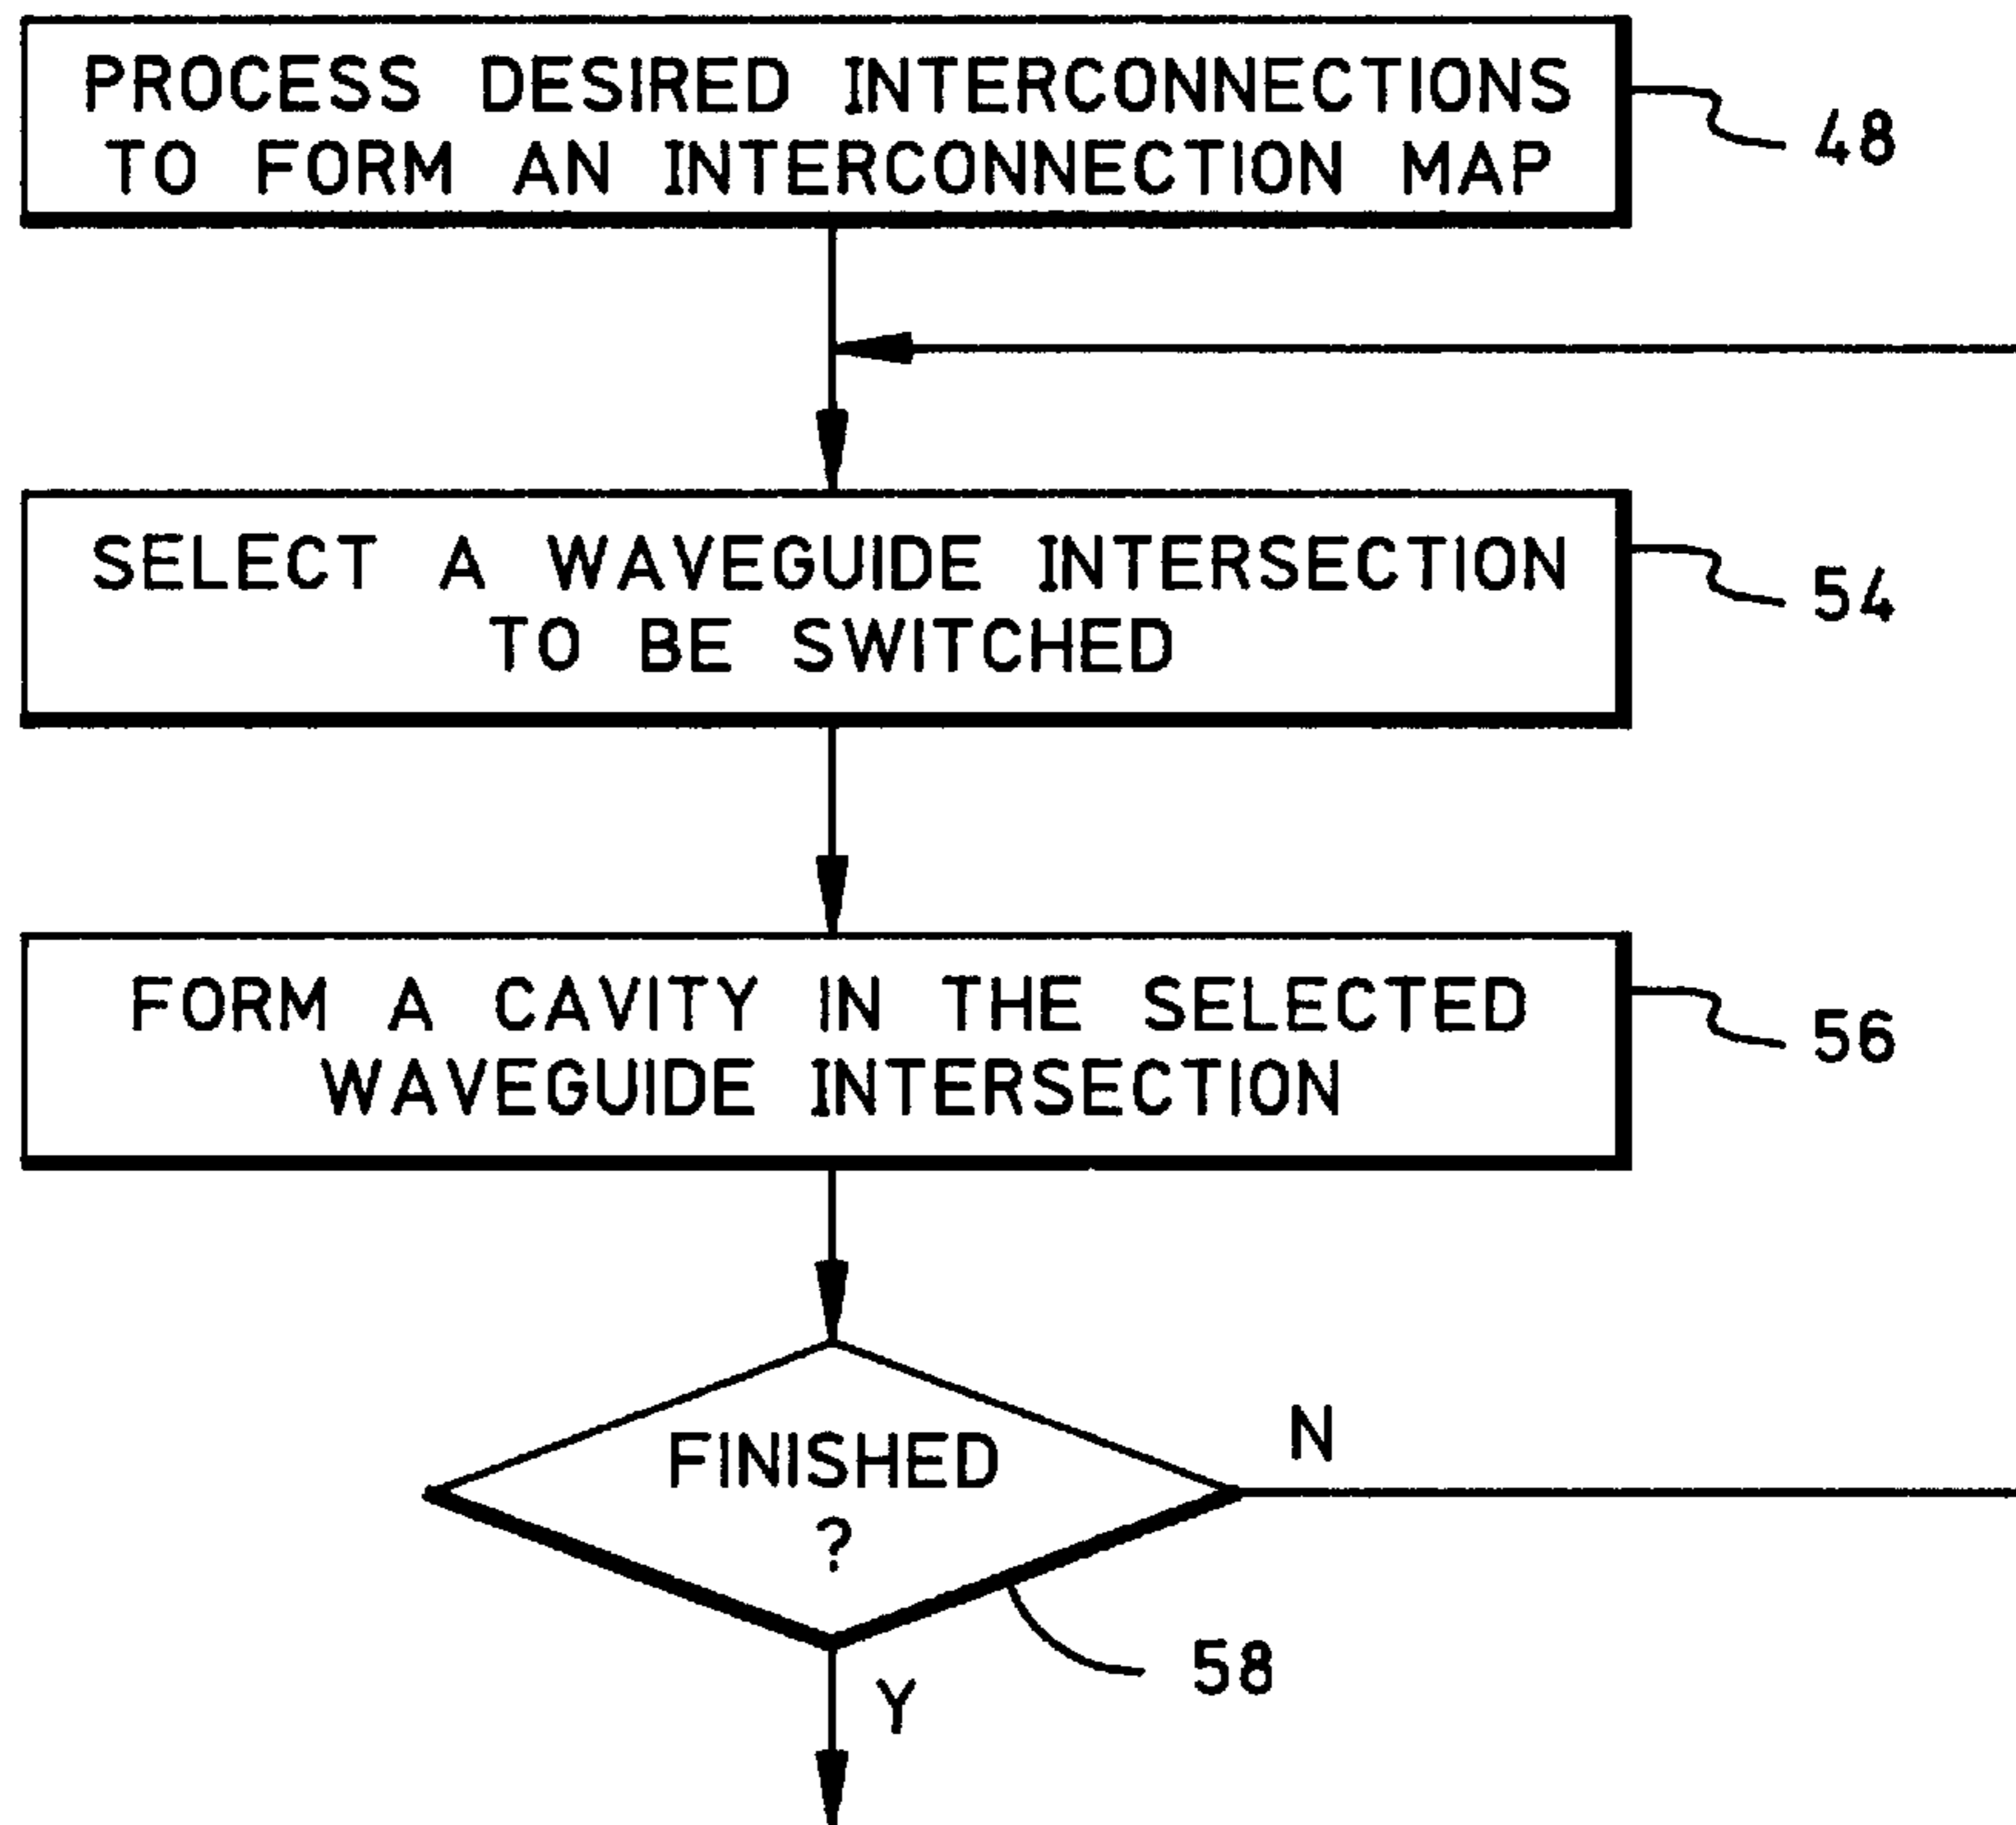 PROCESS DESIRED INTERCONNECTIONS
TO FORM AN INTERCONNECTION MAP
48
SELECT A WAVEGUIDE INTERSECTION
TO BE SWITCHED
54
FORM A CAVITY IN THE SELECTED
WAVEGUIDE INTERSECTION
56
FINISHED
?
N
58
Y